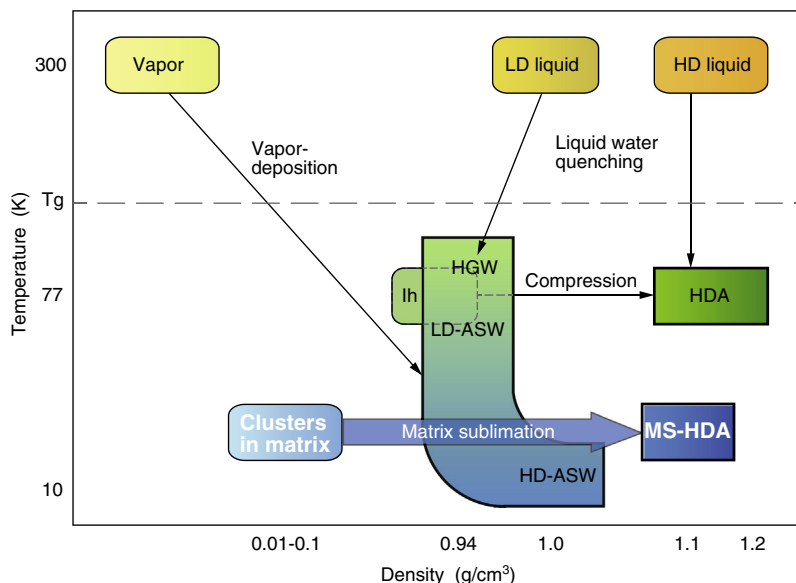 300
Vapor
LD liquid
HD liquid
Vapor-
deposition
Liquid water
quenching
Tg
Temperature (K)
77
Ih
HGW
Compression
HDA
LD-ASW
Clusters
in matrix
Matrix sublimation
MS-HDA
HD-ASW
10
0.01-0.1
0.94
1.0
1.1
1.2
Density (g/cm³)